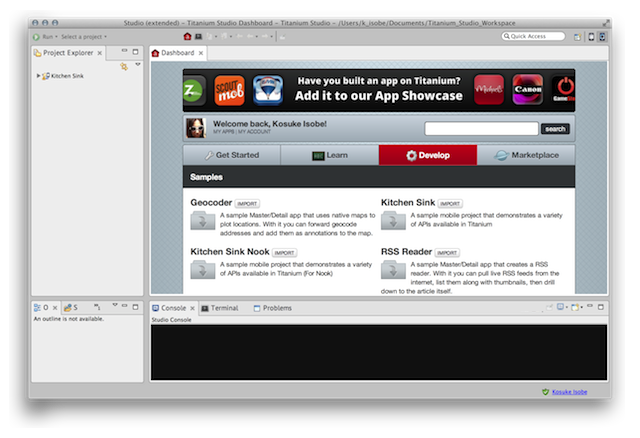 Studio (extended) - Titanium Studio Dashboard - Titanium Studio - /Users/k_isobe/Documents/Titanium_Studio_Workspace
Run
Select a project
Quick Access
Project Explorer
Kitchen Sink
Dashboard
SCOUT mob
Have you built an app on Titanium?
Add it to our App Showcase
Michaels
Canon
Welcome back, Kosuke Isobe!
MY APPS | MY ACCOUNT
search
Get Started
Learn
Develop
Marketplace
Samples
Geocoder IMPORT
A sample Master/Detail app that uses native maps to
plot locations. With it you can forward geocode
addresses and add them as annotations to the map.
Kitchen Sink IMPORT
A sample mobile project that demonstrates a variety
of APIs available in Titanium
Kitchen Sink Nook IMPORT
A sample mobile project that demonstrates a variety
of APIs available in Titanium (For Nook)
RSS Reader IMPORT
A sample Master/Detail app that creates a RSS
reader. With it you can pull live RSS feeds from the
internet, list them along with thumbnails, then drill
down to the article itself.
O
S
An outline is not available.
Console
Terminal
Problems
Studio Console
Kosuke Isobe